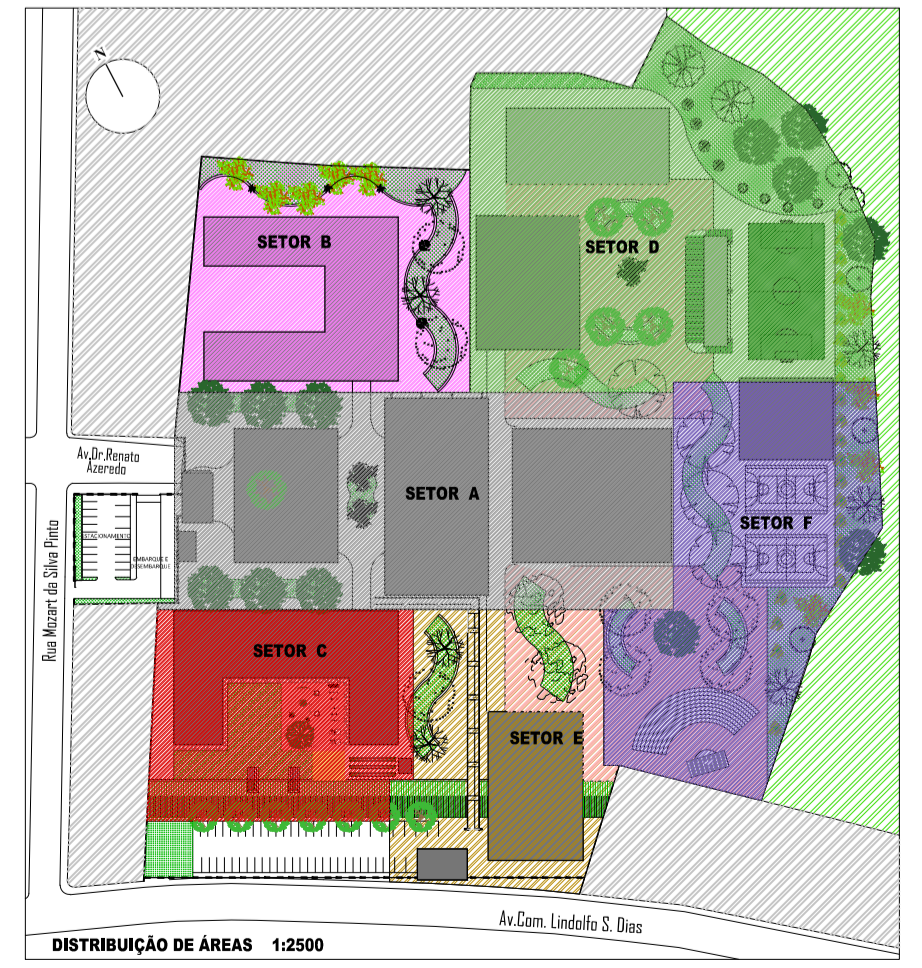 N
SETOR B
SETOR D
Av.Dr.Renato
Azeredo
SETOR A
ESTACIONAMENTO
EMBARQUE E
DESEMBARQUE
SETOR F
Rua Mozart da Silva Pinto
SETOR C
SETOR E
Av.Com. Lindolfo S. Dias
DISTRIBUIÇÃO DE ÁREAS 1:2500